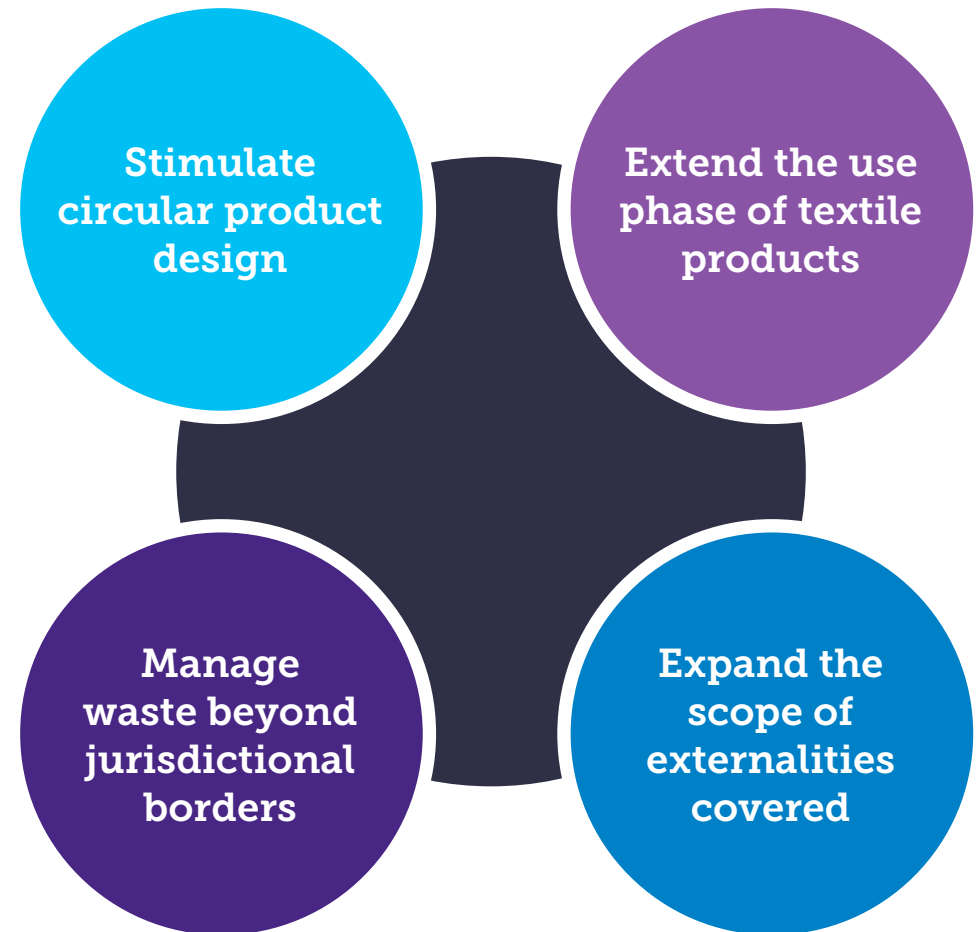 Stimulate
circular product
design
Extend the use
phase of textile
products
Manage
waste beyond
jurisdictional
borders
Expand the
scope of
externalities
covered